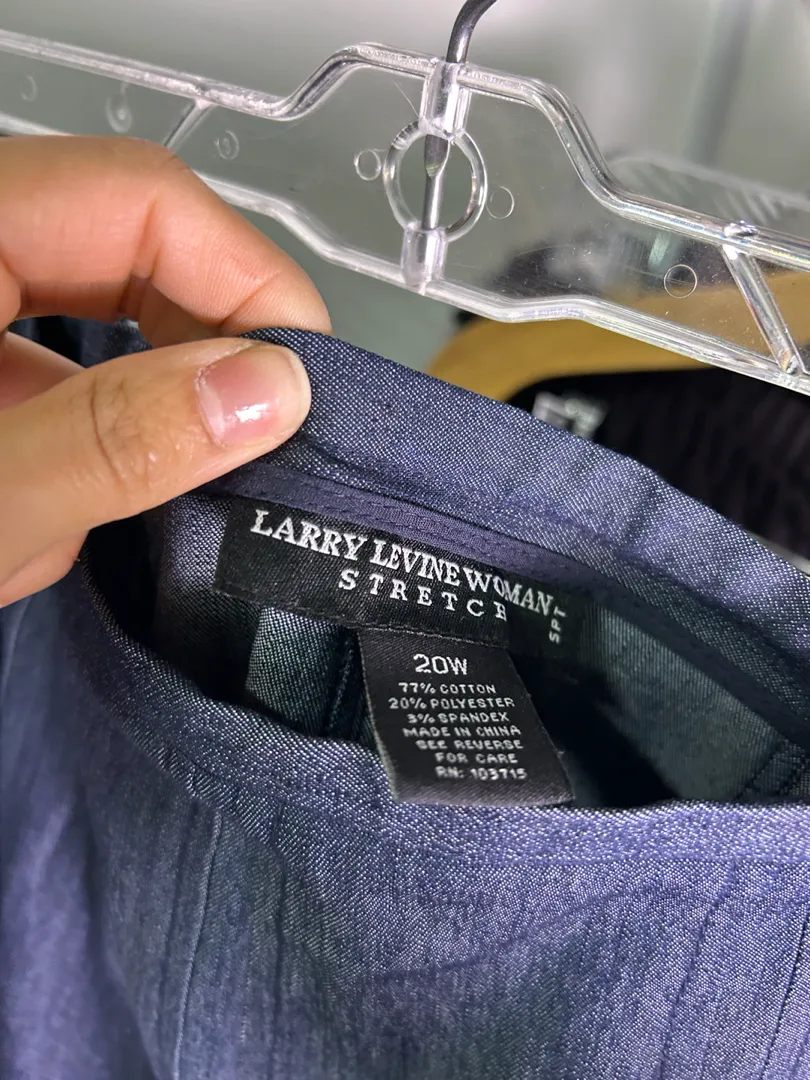 LARRY LEVINE WOMAN
STRETCH
SPT
20W
77% COTTON
20% POLYESTER
3% SPANDEX
MADE IN CHINA
SEE REVERSE
FOR CARE
RN: 103715